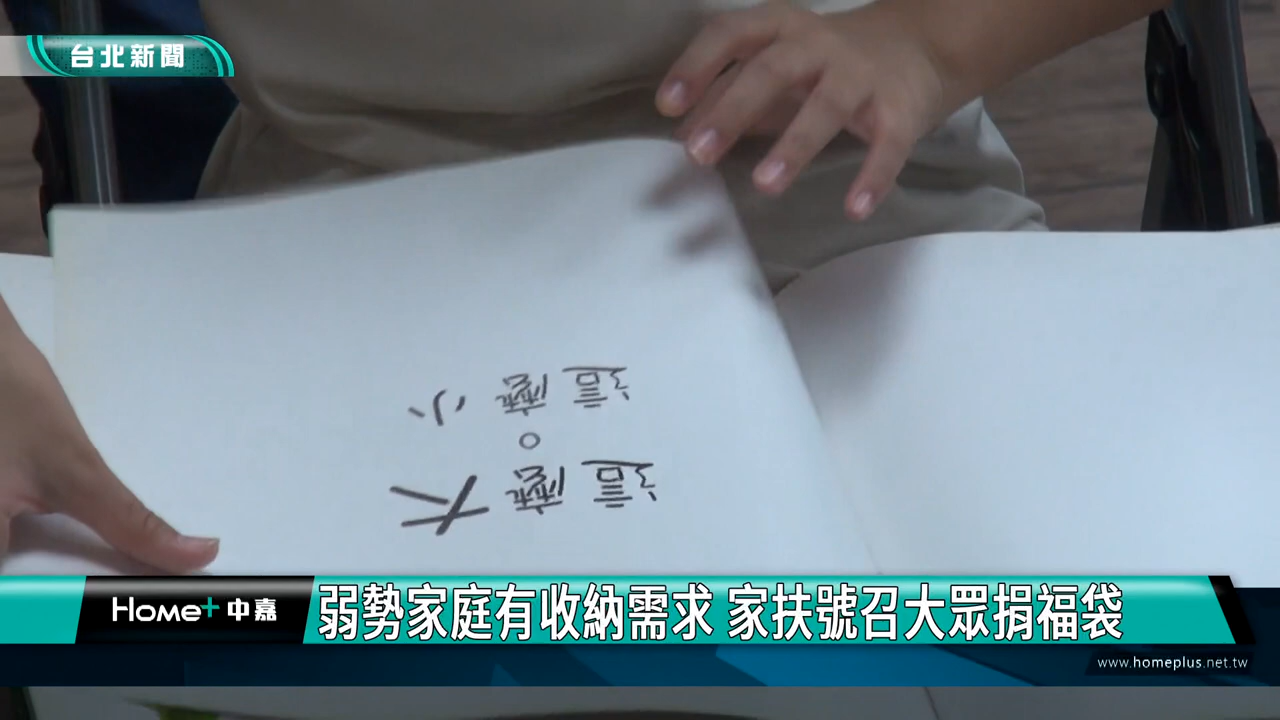 台北新聞
這麼大
。
這麼小
Home+中嘉
弱勢家庭有收納需求 家扶號召大眾捐福袋
www.homeplus.net.tw